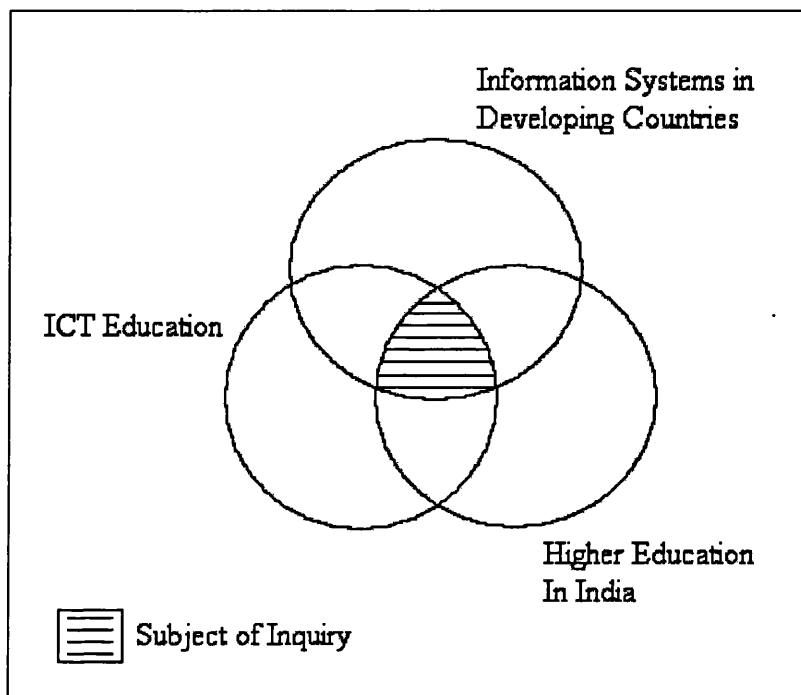 Information Systems in
Developing Countries
ICT Education
Higher Education
In India
Subject of Inquiry